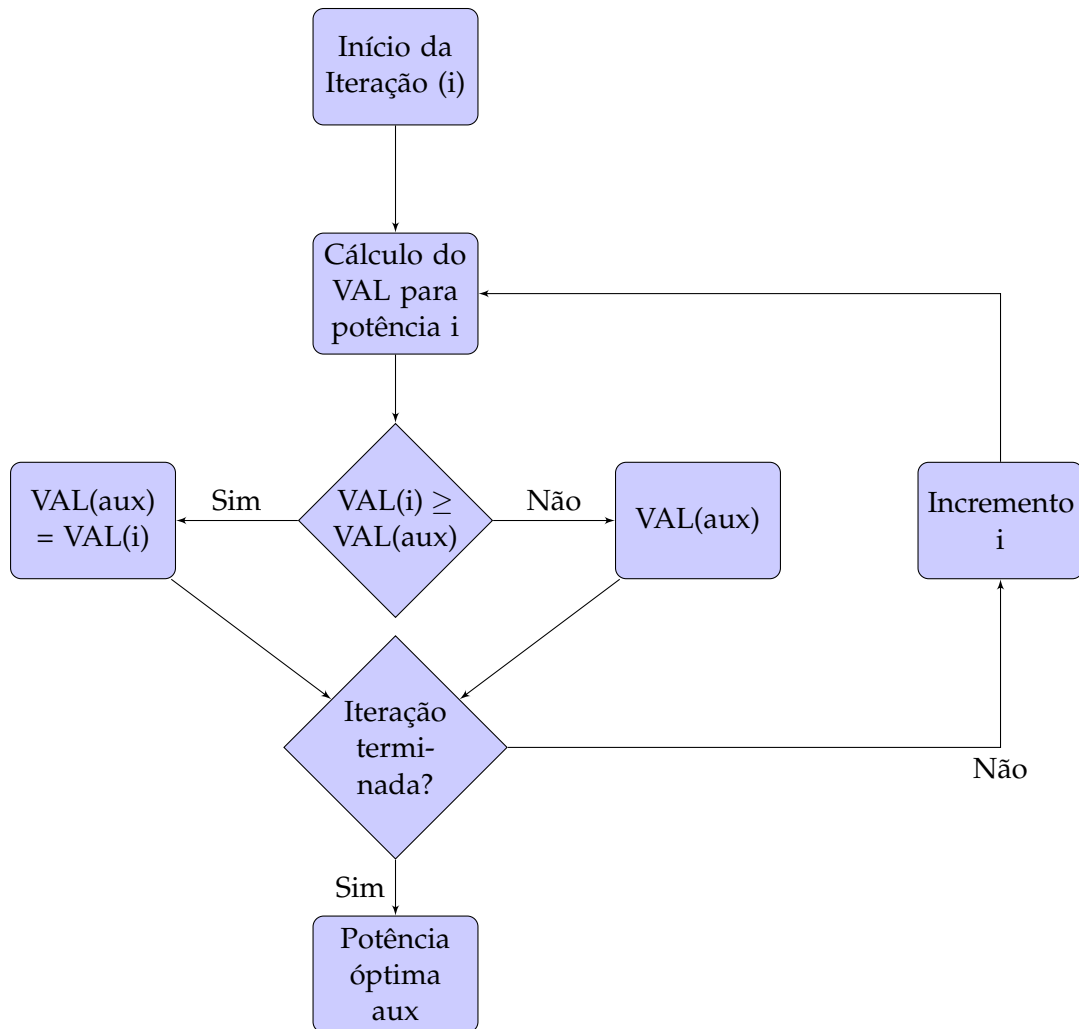 Início da
Iteração (i)
Cálculo do
VAL para
potência i
VAL(aux)
= VAL(i)
Sim
VAL(i) ≥
VAL(aux)
Não
VAL(aux)
Incremento
i
Iteração
termi-
nada?
Não
Sim
Potência
óptima
aux